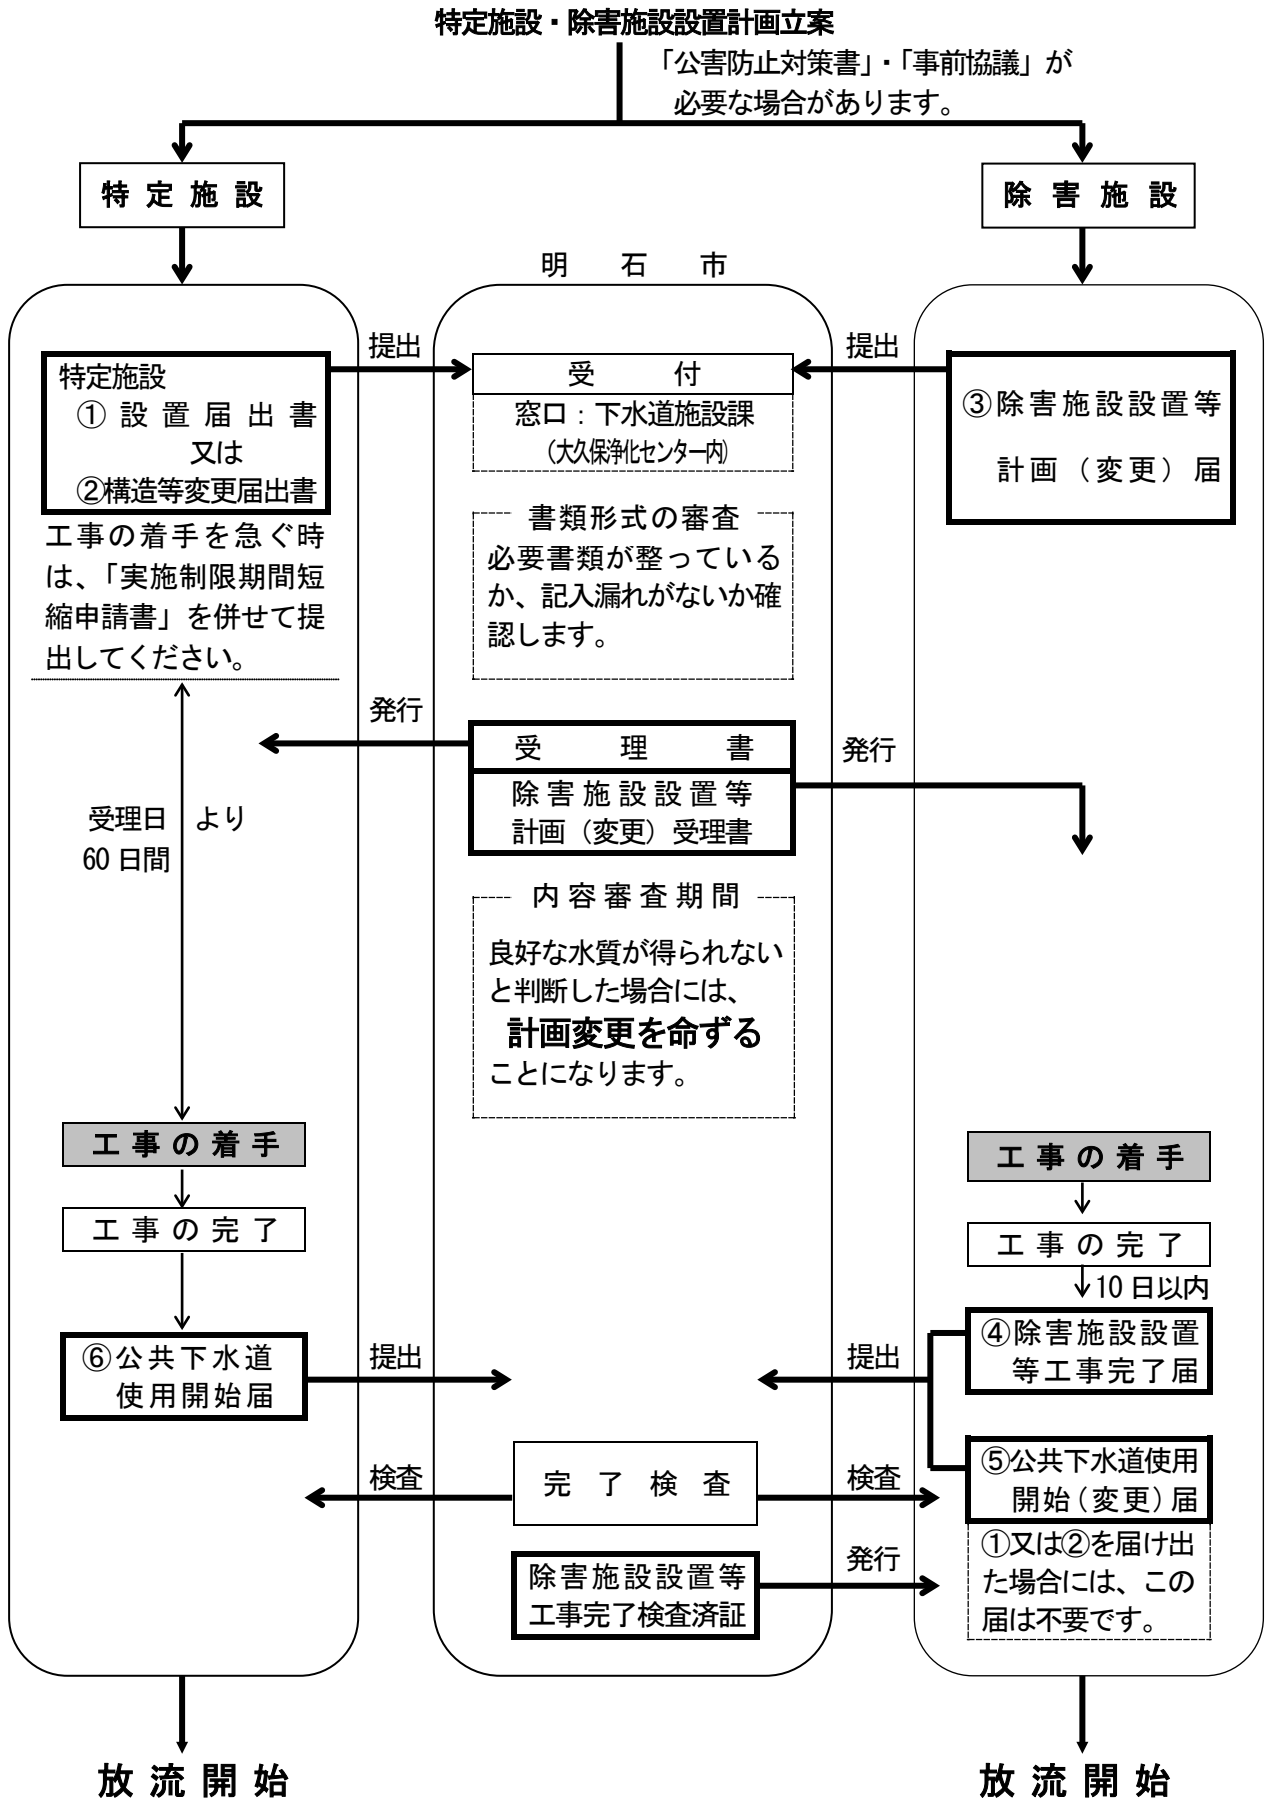 特定施設・除害施設設置計画立案
「公害防止対策書」・「事前協議」が
必要な場合があります。
特定施設
除害施設
明石市
特定施設
①設置届出書
又は
②構造等変更届出書
工事の着手を急ぐ時
は、「実施制限期間短
縮申請書」を併せて提
出してください。
提出
受付
窓口：下水道施設課
（大久保浄化センター内）
提出
③除害施設設置等
計画（変更）届
書類形式の審査
必要書類が整っている
か、記入漏れがないか確
認します。
発行
受理書
除害施設設置等
計画（変更）受理書
発行
受理日より
60日間
内容審査期間
良好な水質が得られない
と判断した場合には、
計画変更を命ずる
ことになります。
工事の着手
工事の完了
工事の着手
工事の完了
10日以内
⑥公共下水道
使用開始届
提出
提出
④除害施設設置
等工事完了届
検査
完了検査
検査
⑤公共下水道使用
開始（変更）届
①又は②を届け出
た場合には、この
届は不要です。
除害施設設置等
工事完了検査済証
発行
放流開始
放流開始